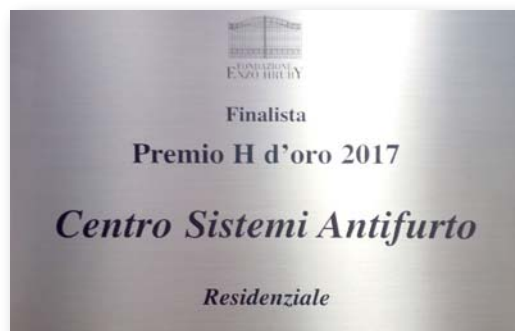 FONDAZIONE
ENZO HRUBY
Finalista
Premio H d'oro 2017
Centro Sistemi Antifurto
Residenziale